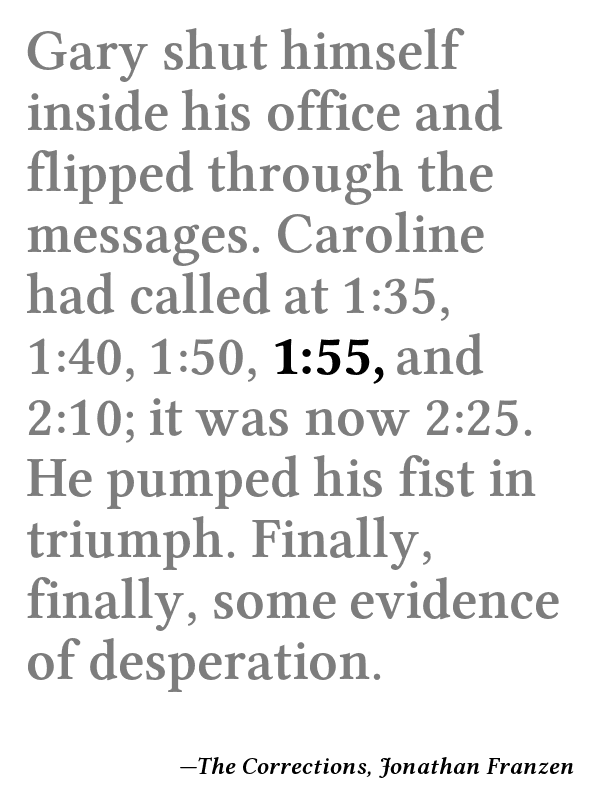 Gary shut himself
inside his office and
flipped through the
messages. Caroline
had called at 1:35,
1:40, 1:50, 1:55, and
2:10; it was now 2:25.
He pumped his fist in
triumph. Finally,
finally, some evidence
of desperation.
—The Corrections, Jonathan Franzen